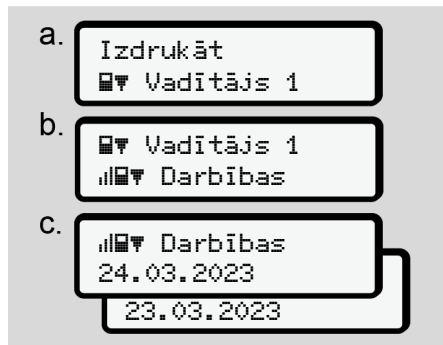 a.
Izdrukāt
Vadītājs 1
b.
Vadītājs 1
Darbības
c.
Darbības
24.03.2023
23.03.2023